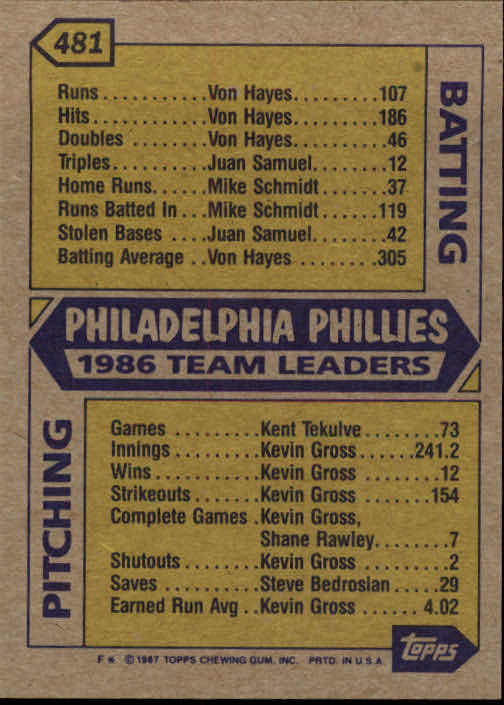 481
BATTING
Runs...........Von Hayes.........107
Hits............Von Hayes.........186
Doubles ........Von Hayes..........46
Triples..........Juan Samuel..........12
Home Runs.....Mike Schmidt.........37
Runs Batted In ...Mike Schmidt........119
Stolen Bases ....Juan Samuel.........42
Batting Average ..Von Hayes ........305
PHILADELPHIA PHILLIES
1986 TEAM LEADERS
PITCHING
Games .........Kent Tekulve........73
Innings..........Kevin Gross......241.2
Wins...........Kevin Gross ........12
Strikeouts.......Kevin Gross .......154
Complete Games .Kevin Gross,
Shane Rawley........7
Shutouts........Kevin Gross .........2
Saves ..........Steve Bedrosian.....29
Earned Run Avg ..Kevin Gross ...... 4.02
topps
F * © 1987 TOPPS CHEWING GUM, INC. PRTD. IN U.S.A.